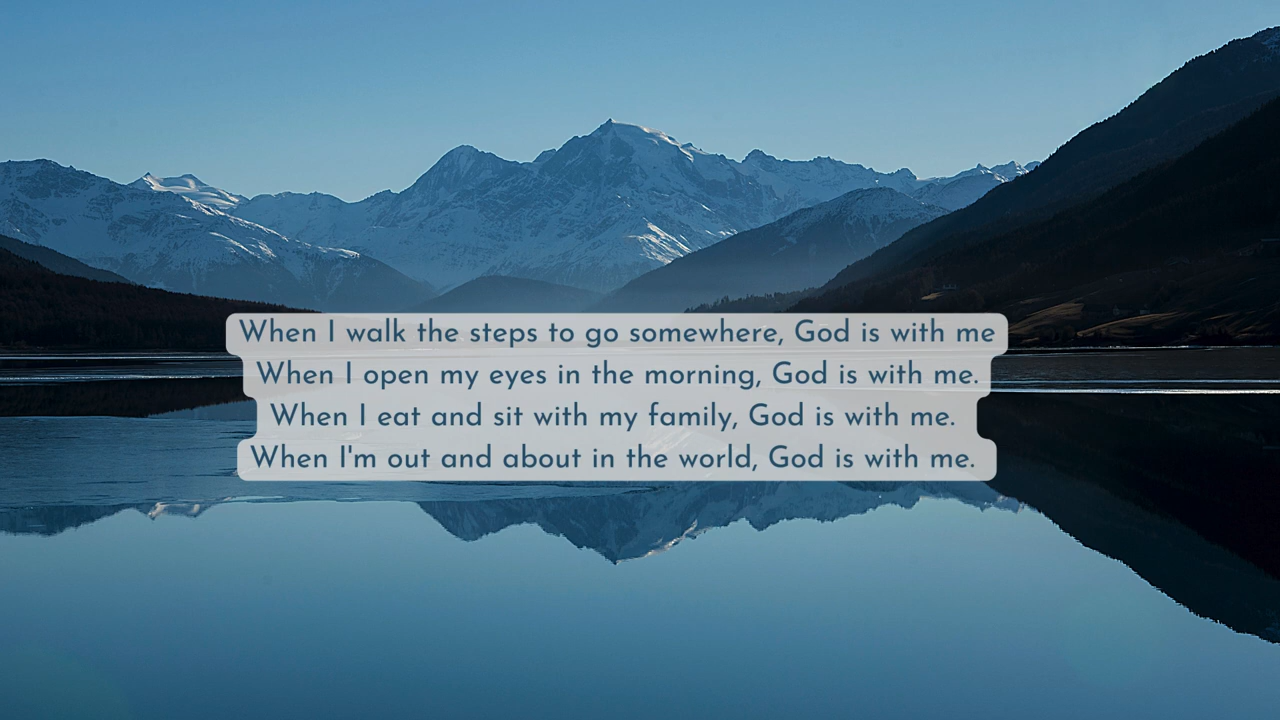 When I walk the steps to go somewhere, God is with me
When I open my eyes in the morning, God is with me.
When I eat and sit with my family, God is with me.
When I'm out and about in the world, God is with me.